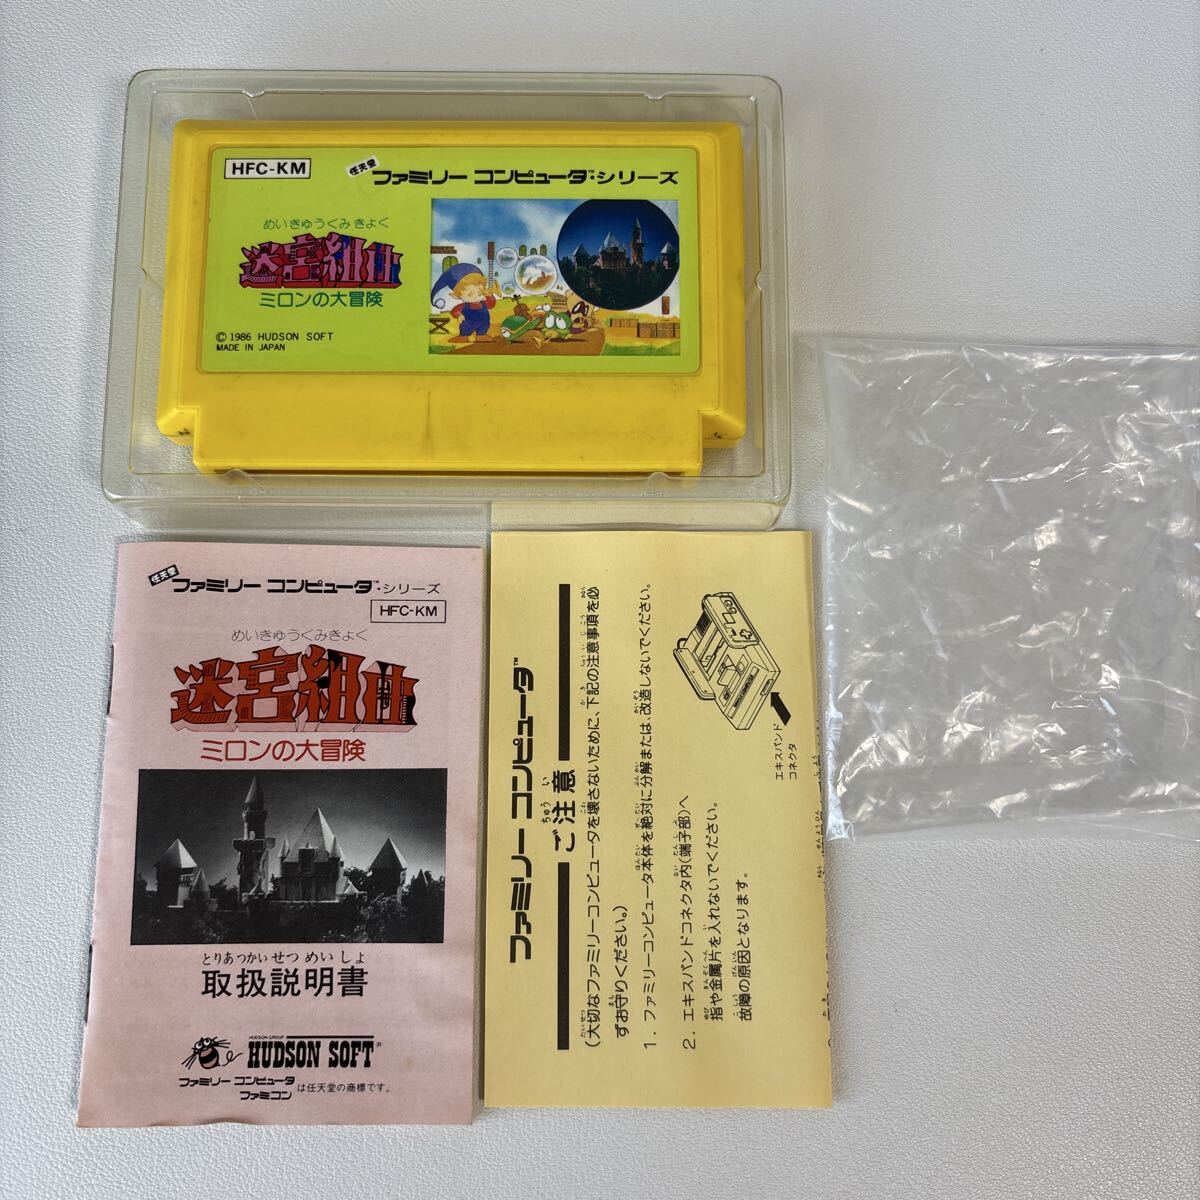 HFC-KM
任天堂 ファミリー コンピュータ™・シリーズ
めいきゅうくみきょく
迷宮組曲
ミロンの大冒険
© 1986 HUDSON SOFT
MADE IN JAPAN
任天堂 ファミリー コンピュータ™・シリーズ
HFC-KM
めいきゅうくみきょく
迷宮組曲
ミロンの大冒険
とりあつかいせつめいしょ
取扱説明書
HUDSON GROUP
HUDSON SOFT®
ファミリー コンピュータ
ファミコン
は任天堂の商標です。
ファミリー コンピュータ™
ちゅうい
ご注意
(大切なファミリーコンピュータを壊さないために、下記の注意事項を必
ずお守りください。)
1. ファミリーコンピュータ本体を絶対に分解または、改造しないでください。
2. エキスパンドコネクタ内(端子部)へ
指や金属片を入れないでください。
故障の原因となります。
エキスパンド
コネクタ